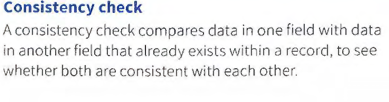 Consistency check
A consistency check compares data in one field with data
in another field that already exists within a record, to see
whether both are consistent with each other.